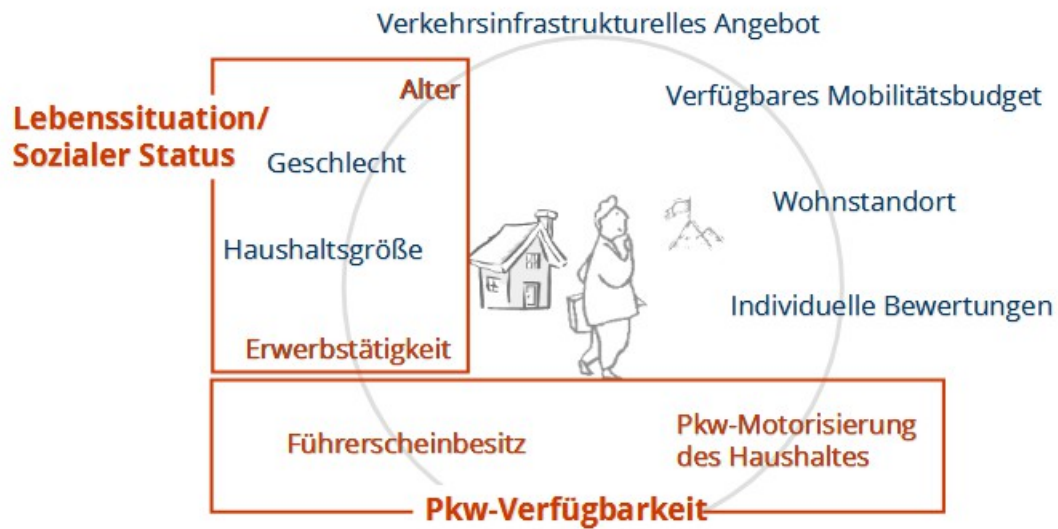 Verkehrsinfrastrukturelles Angebot
Alter
Verfügbares Mobilitätsbudget
Lebenssituation/
Sozialer Status
Geschlecht
Wohnstandort
Haushaltsgröße
Individuelle Bewertungen
Erwerbstätigkeit
Führerscheinbesitz
Pkw-Motorisierung
des Haushaltes
Pkw-Verfügbarkeit